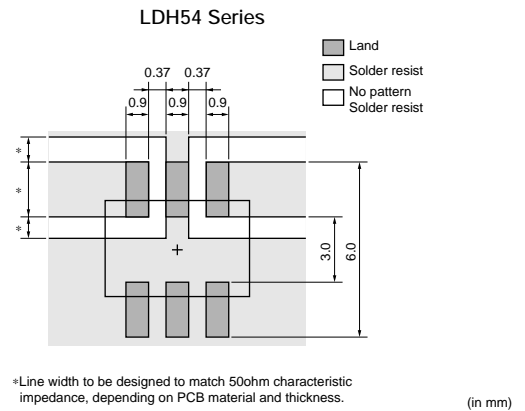 LDH54 Series
Land
Solder resist
No pattern
Solder resist
0.37 0.37
0.9 0.9 0.9
*
*
*
3.0
6.0
*Line width to be designed to match 50ohm characteristic
impedance, depending on PCB material and thickness.
(in mm)